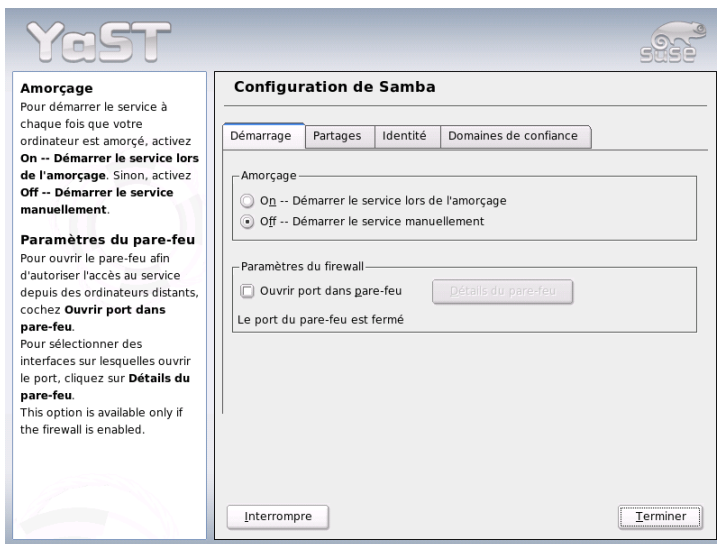 YaST
SUSE
Amorçage
Pour démarrer le service à
chaque fois que votre
ordinateur est amorçé, activez
On -- Démarrer le service lors
de l'amorçage. Sinon, activez
Off -- Démarrer le service
manuellement.
Paramètres du pare-feu
Pour ouvrir le pare-feu afin
d'autoriser l'accès au service
depuis des ordinateurs distants,
cochez Ouvrir port dans
pare-feu.
Pour sélectionner des
interfaces sur lesquelles ouvrir
le port, cliquez sur Détails du
pare-feu.
This option is available only if
the firewall is enabled.
Configuration de Samba
Démarrage Partages Identité Domaines de confiance
Amorçage
On -- Démarrer le service lors de l'amorçage
Off -- Démarrer le service manuellement
Paramètres du firewall
Ouvrir port dans pare-feu Détails du pare-feu
Le port du pare-feu est fermé
Interrompre Terminer